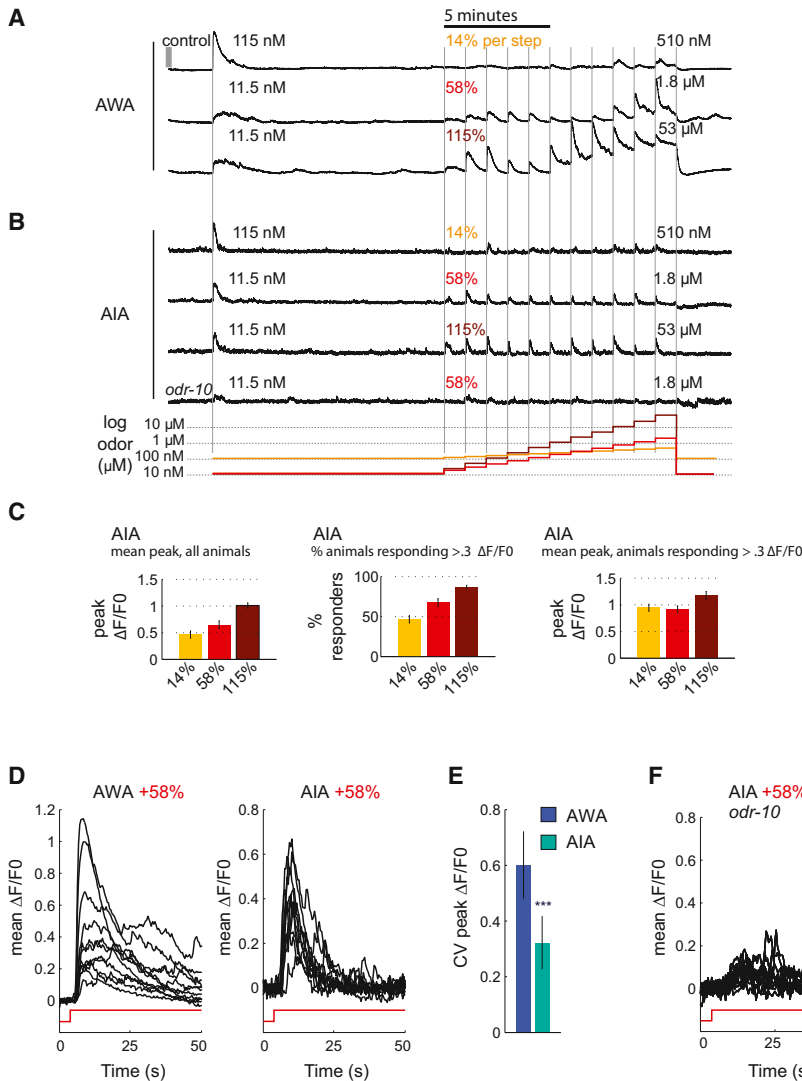 A
5 minutes
control
115 nM
14% per step
510 nM
11.5 nM
58%
1.8 µM
AWA
11.5 nM
115%
53 µM
B
115 nM
14%
510 nM
11.5 nM
58%
1.8 µM
AIA
11.5 nM
115%
53 µM
odr-10
11.5 nM
58%
1.8 µM
log
odor
(µM)
10 µM
1 µM
100 nM
10 nM
C
AIA
mean peak, all animals
peak
ΔF/F0
1.5
1
0.5
0
14%
58%
115%
AIA
% animals responding >.3 ΔF/F0
%
responders
100
50
0
14%
58%
115%
AIA
mean peak, animals responding > .3 ΔF/F0
peak
ΔF/F0
1.5
1
0.5
0
14%
58%
115%
D
AWA +58%
mean ΔF/F0
1.2
1
0.8
0.6
0.4
0.2
0
0
25
50
Time (s)
AIA +58%
mean ΔF/F0
0.8
0.6
0.4
0.2
0
0
25
50
Time (s)
E
CV peak ΔF/F0
0.8
0.6
0.4
0.2
0
AWA
AIA
***
F
AIA +58%
odr-10
mean ΔF/F0
0.8
0.6
0.4
0.2
0
0
25
Time (s)